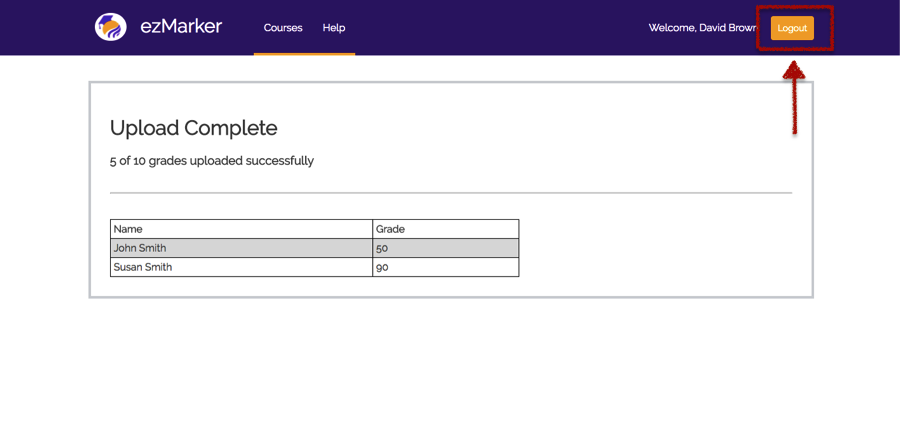 ezMarker
Courses Help
Welcome, David Brown
Logout
Upload Complete
5 of 10 grades uploaded successfully
Name Grade
John Smith 50
Susan Smith 90